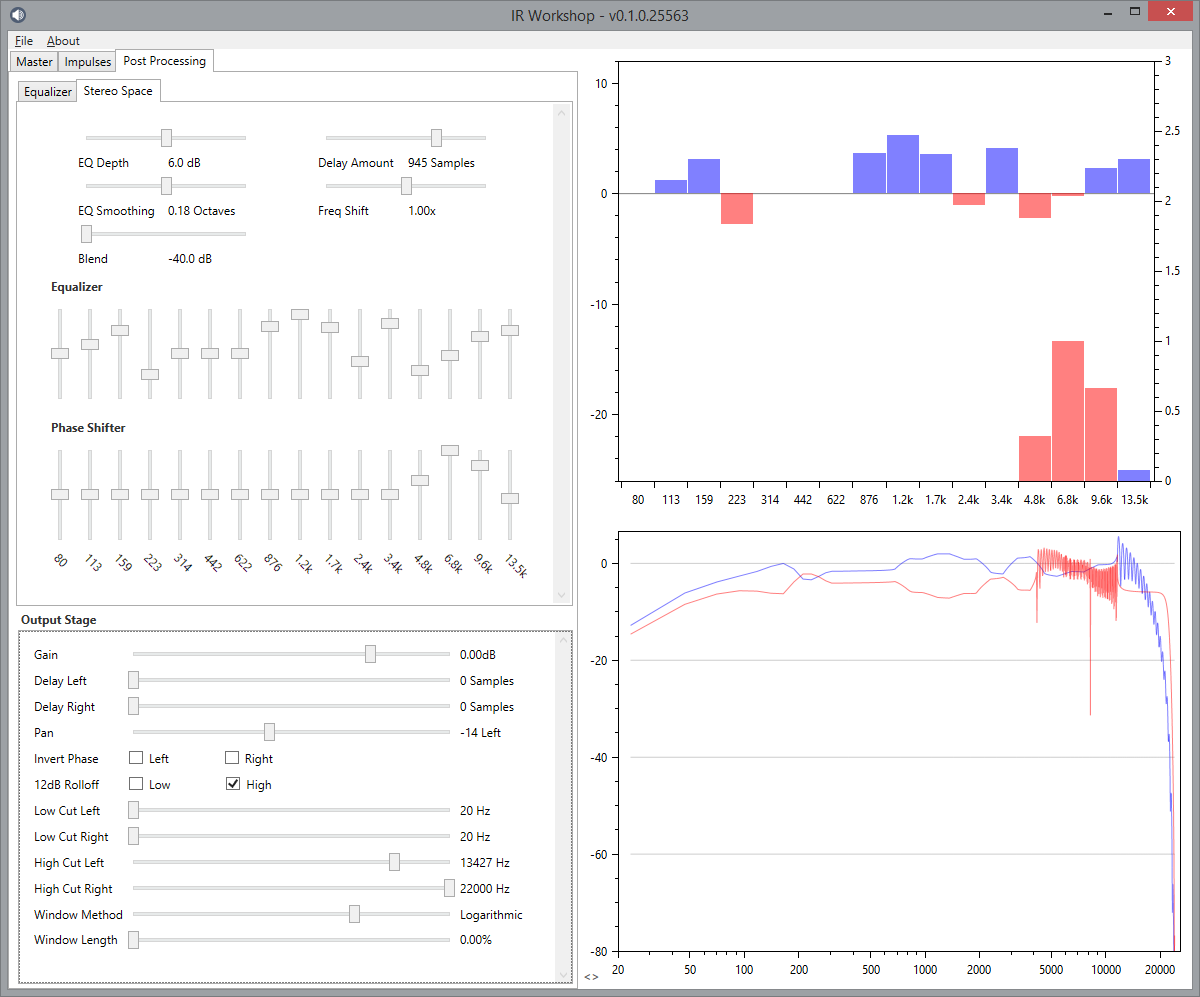 IR Workshop - v0.1.0.25563
File About
Master Impulses Post Processing
Equalizer Stereo Space
EQ Depth 6.0 dB Delay Amount 945 Samples
EQ Smoothing 0.18 Octaves Freq Shift 1.00x
Blend -40.0 dB
Equalizer
Phase Shifter
80 113 159 223 314 442 622 876 1.2k 1.7k 2.4k 3.4k 4.8k 6.8k 9.6k 13.5k
Output Stage
Gain 0.00dB
Delay Left 0 Samples
Delay Right 0 Samples
Pan -14 Left
Invert Phase Left Right
12dB Rolloff Low High
Low Cut Left 20 Hz
Low Cut Right 20 Hz
High Cut Left 13427 Hz
High Cut Right 22000 Hz
Window Method Logarithmic
Window Length 0.00%
10
0
-10
-20
3
2.5
2
1.5
1
0.5
0
80 113 159 223 314 442 622 876 1.2k 1.7k 2.4k 3.4k 4.8k 6.8k 9.6k 13.5k
0
-20
-40
-60
-80
<> 20 50 100 200 500 1000 2000 5000 10000 20000